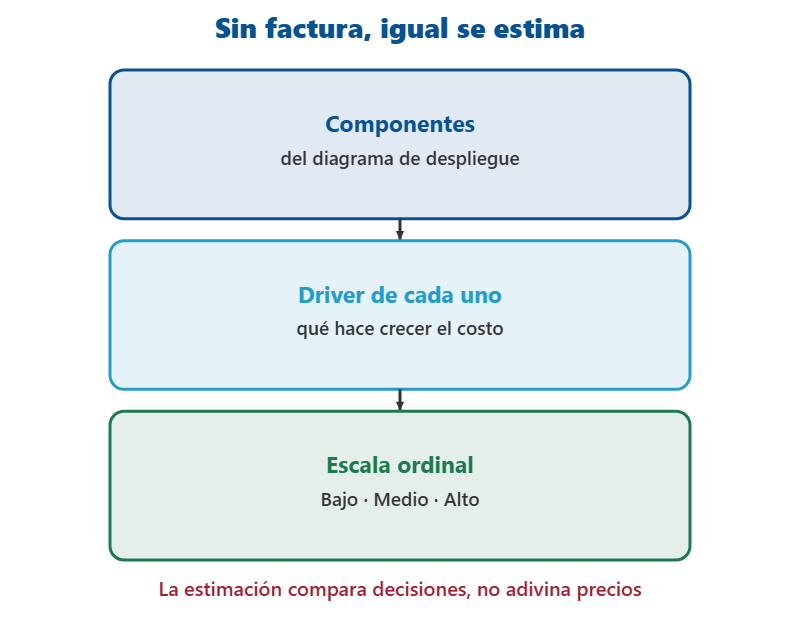 Sin factura, igual se estima
Componentes
del diagrama de despliegue
Driver de cada uno
qué hace crecer el costo
Escala ordinal
Bajo · Medio · Alto
La estimación compara decisiones, no adivina precios